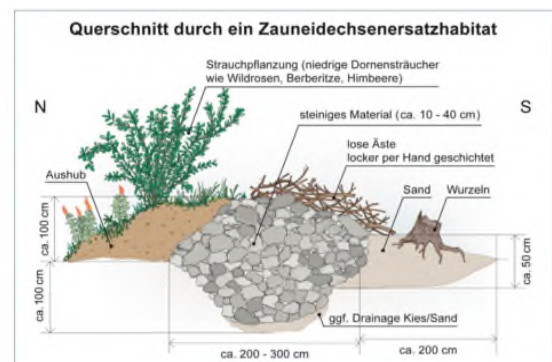 Querschnitt durch ein Zauneidechsenersatzhabitat
Strauchpflanzung (niedrige Dornensträucher
wie Wildrosen, Berberitze, Himbeere)
N
S
steiniges Material (ca. 10 - 40 cm)
lose Äste
locker per Hand geschichtet
Aushub
Sand
Wurzeln
ca. 100 cm
ca. 50 cm
ca. 100 cm
ggf. Drainage Kies/Sand
ca. 200 - 300 cm
ca. 200 cm